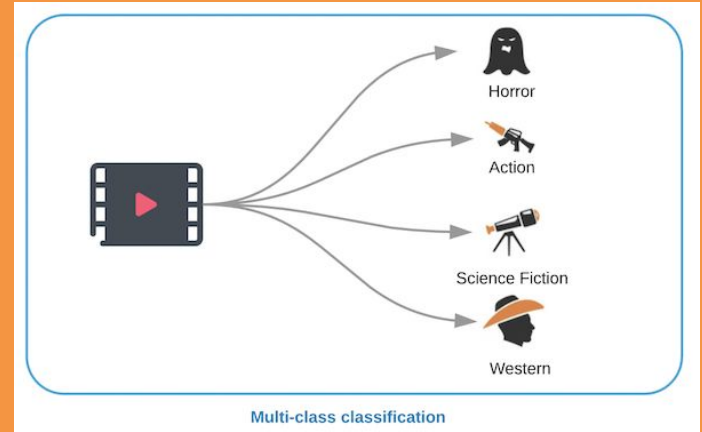 Horror
Action
Science Fiction
Western
Multi-class classification